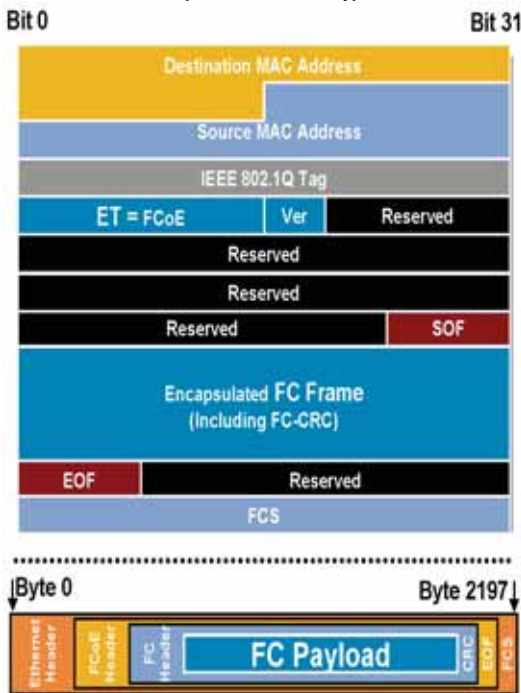 Bit 0 Bit 31
Destination MAC Address
Source MAC Address
IEEE 802.1Q Tag
ET = FCoE Ver Reserved
Reserved
Reserved
Reserved SOF
Encapsulated FC Frame
(Including FC-CRC)
EOF Reserved
FCS
Byte 0 Byte 2197
Ethernet Header FCoE Header FC Header FC Payload CRC EOF FCS